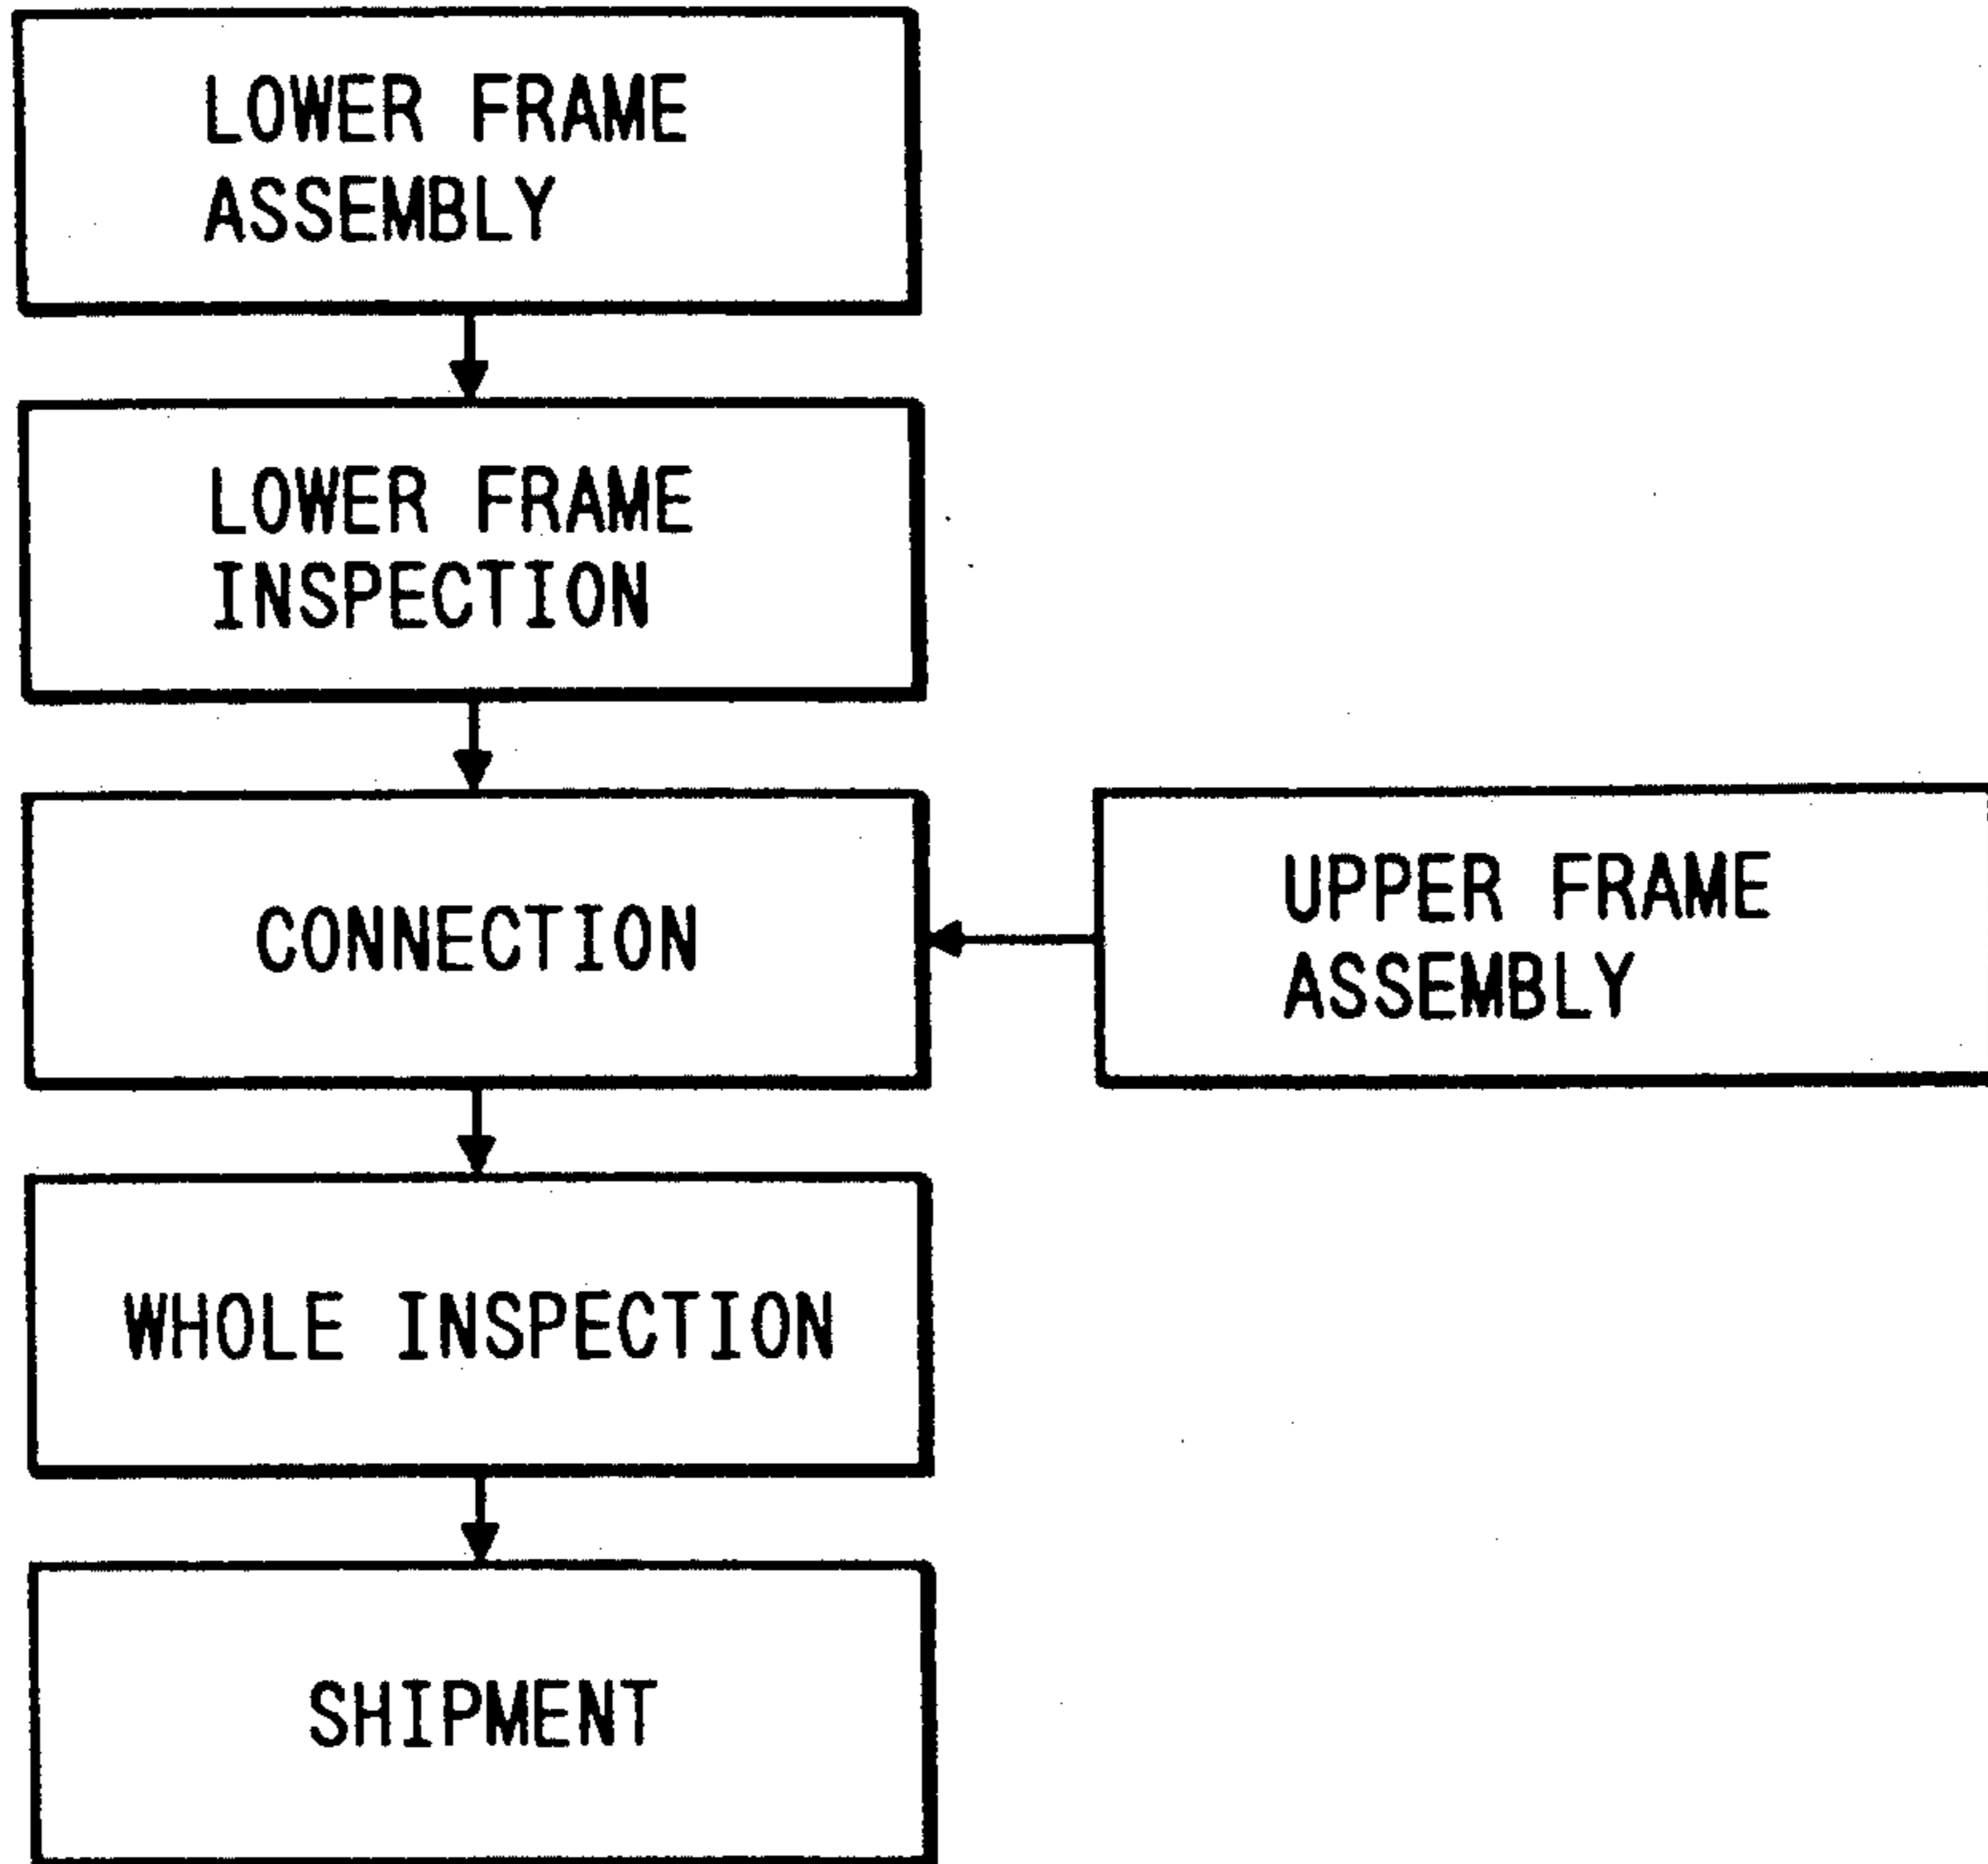 LOWER FRAME
ASSEMBLY
LOWER FRAME
INSPECTION
CONNECTION
UPPER FRAME
ASSEMBLY
WHOLE INSPECTION
SHIPMENT